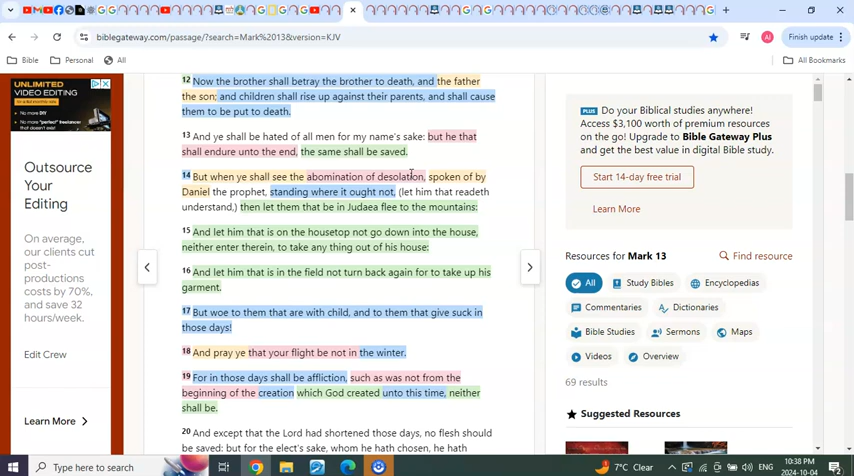 biblegateway.com/passage/?search=Mark%2013&version=KJV
AI
Finish update
Bible
Personal
All
All Bookmarks
UNLIMITED
VIDEO EDITING
Outsource
Your
Editing
On average,
our clients cut
post-
productions
costs by 70%,
and save 32
hours/week.
Edit Crew
Learn More
12 Now the brother shall betray the brother to death, and the father
the son; and children shall rise up against their parents, and shall cause
them to be put to death.
13 And ye shall be hated of all men for my name's sake: but he that
shall endure unto the end, the same shall be saved.
14 But when ye shall see the abomination of desolation, spoken of by
Daniel the prophet, standing where it ought not, (let him that readeth
understand,) then let them that be in Judaea flee to the mountains:
15 And let him that is on the housetop not go down into the house,
neither enter therein, to take any thing out of his house:
16 And let him that is in the field not turn back again for to take up his
garment.
17 But woe to them that are with child, and to them that give suck in
those days!
18 And pray ye that your flight be not in the winter.
19 For in those days shall be affliction, such as was not from the
beginning of the creation which God created unto this time, neither
shall be.
20 And except that the Lord had shortened those days, no flesh should
be saved: but for the elect's sake, whom he hath chosen, he hath
PLUS Do your Biblical studies anywhere!
Access $3,100 worth of premium resources
on the go! Upgrade to Bible Gateway Plus
and get the best value in digital Bible study.
Start 14-day free trial
Learn More
Resources for Mark 13
Find resource
All
Study Bibles
Encyclopedias
Commentaries
Dictionaries
Bible Studies
Sermons
Maps
Videos
Overview
69 results
Suggested Resources
Type here to search
7°C Clear
ENG
10:38 PM
2024-10-04